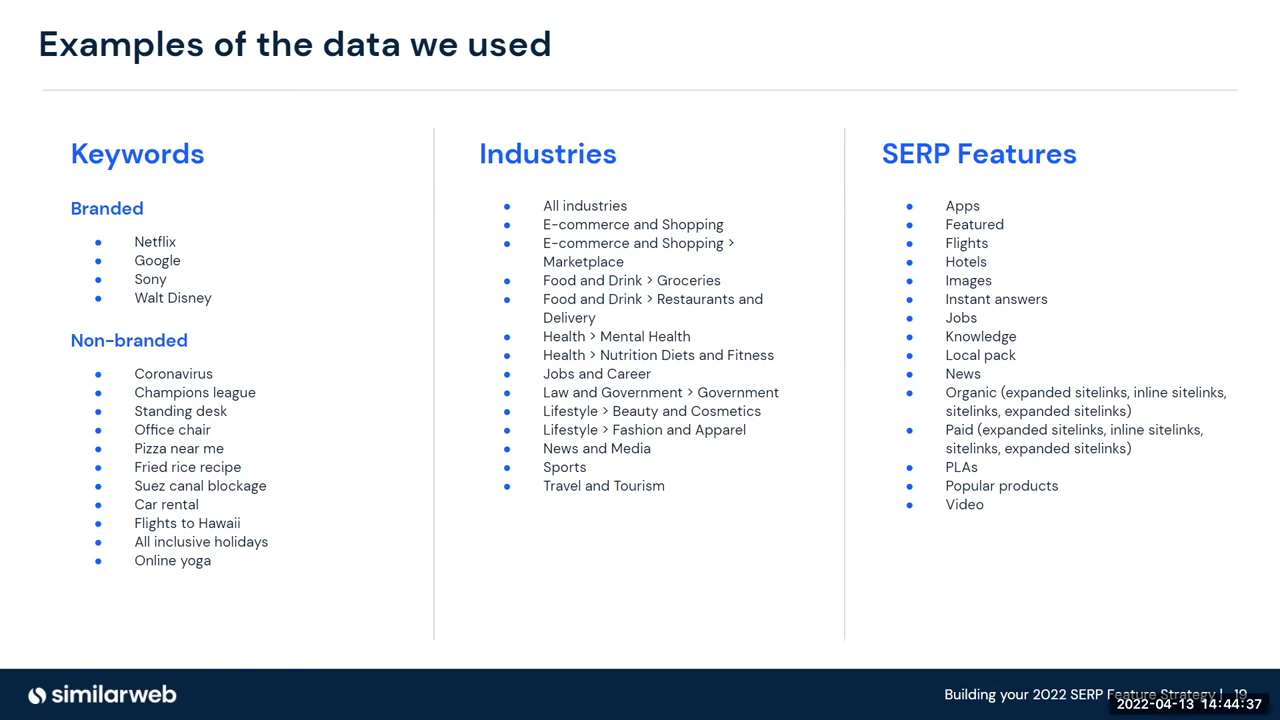 Examples of the data we used
Keywords
Branded
Netflix
Google
Sony
Walt Disney
Non-branded
Coronavirus
Champions league
Standing desk
Office chair
Pizza near me
Fried rice recipe
Suez canal blockage
Car rental
Flights to Hawaii
All inclusive holidays
Online yoga
Industries
All industries
E-commerce and Shopping
E-commerce and Shopping >
Marketplace
Food and Drink > Groceries
Food and Drink > Restaurants and
Delivery
Health > Mental Health
Health > Nutrition Diets and Fitness
Jobs and Career
Law and Government > Government
Lifestyle > Beauty and Cosmetics
Lifestyle > Fashion and Apparel
News and Media
Sports
Travel and Tourism
SERP Features
Apps
Featured
Flights
Hotels
Images
Instant answers
Jobs
Knowledge
Local pack
News
Organic (expanded sitelinks, inline sitelinks,
sitelinks, expanded sitelinks)
Paid (expanded sitelinks, inline sitelinks,
sitelinks, expanded sitelinks)
PLAs
Popular products
Video
similarweb
Building your 2022 SERP Feature Strategy | 19
2022-04-13 14:44:37